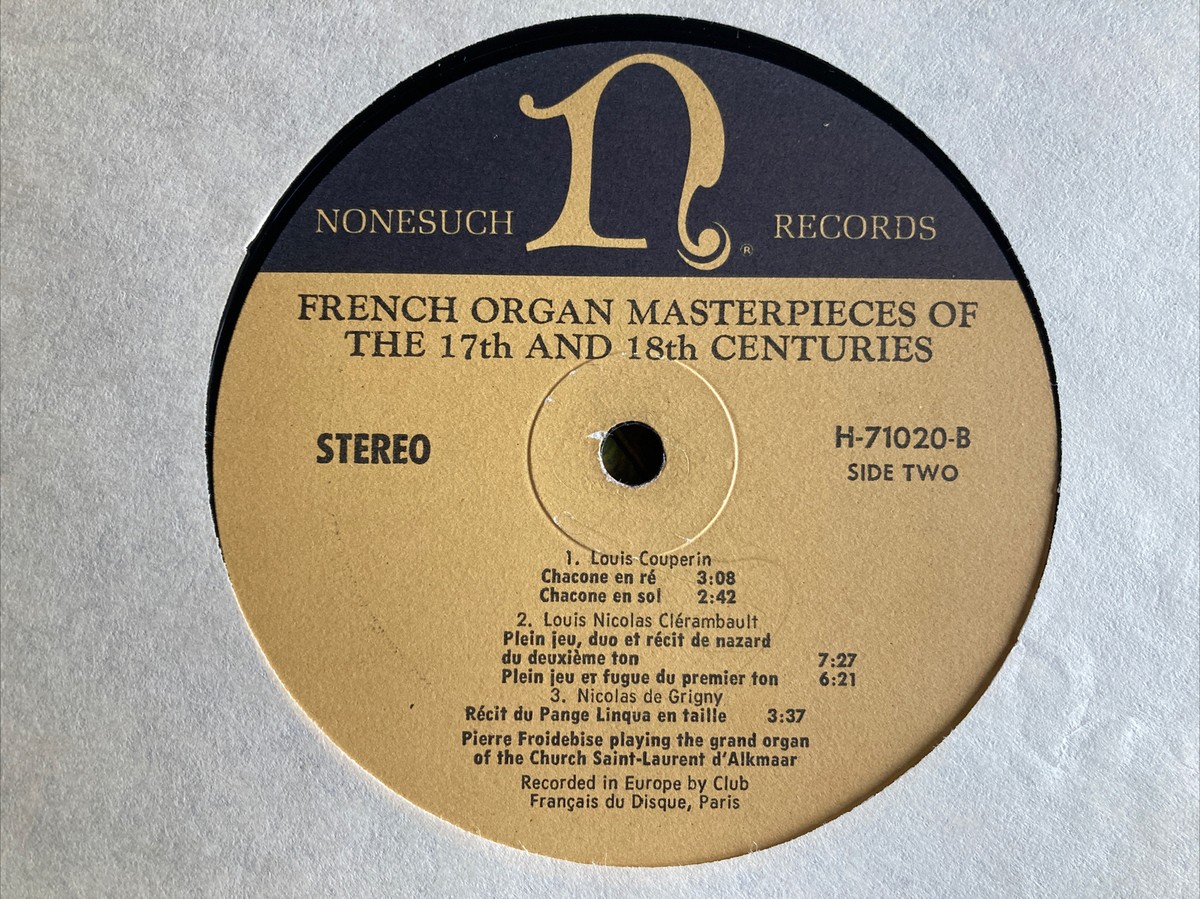 n
NONESUCH RECORDS ®
FRENCH ORGAN MASTERPIECES OF
THE 17th AND 18th CENTURIES
STEREO
H-71020-B
SIDE TWO
1. Louis Couperin
Chacone en ré 3:08
Chacone en sol 2:42
2. Louis Nicolas Clérambault
Plein jeu, duo et récit de nazard
du deuxième ton 7:27
Plein jeu er fugue du premier ton 6:21
3. Nicolas de Grigny
Récit du Pange Linqua en taille 3:37
Pierre Froidebise playing the grand organ
of the Church Saint-Laurent d'Alkmaar
Recorded in Europe by Club
Français du Disque, Paris